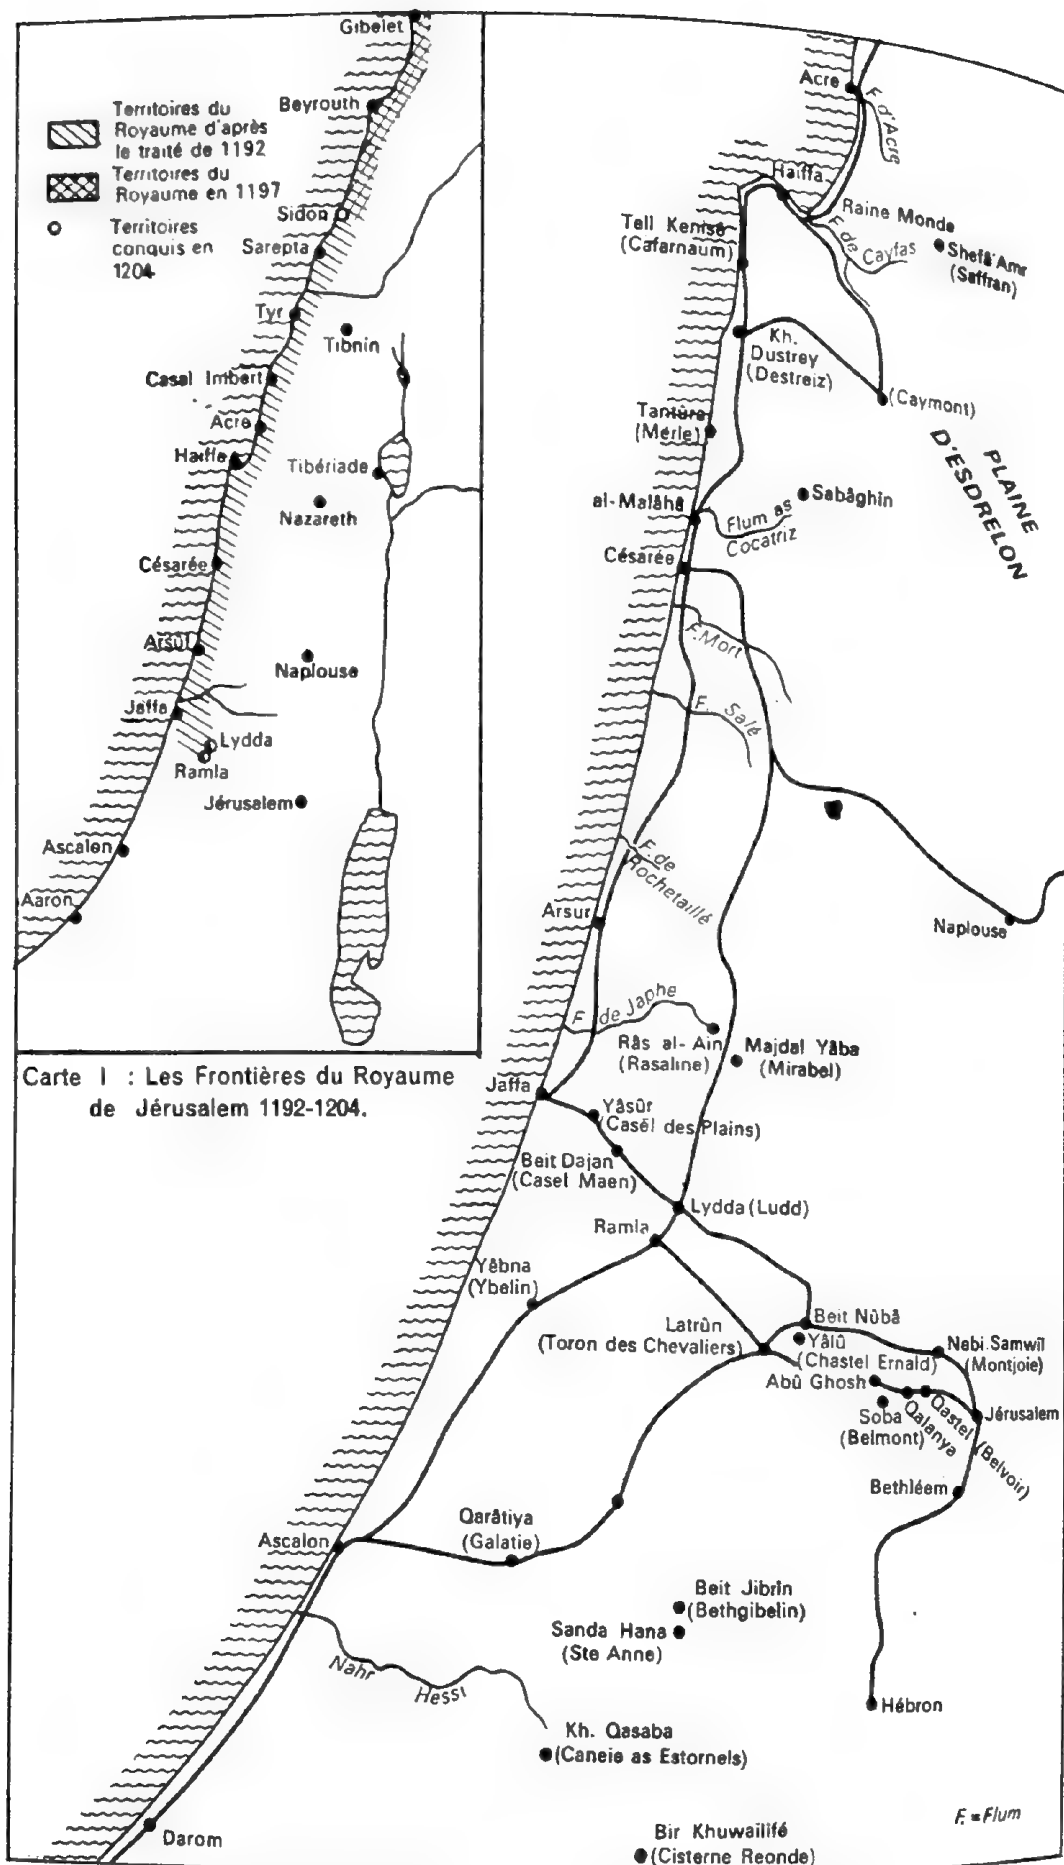 Gibelet
Territoires du
Royaume d'après
le traité de 1192
Territoires du
Royaume en 1197
Territoires
conquis en
1204
Beyrouth
Sidon
Sarepta
Tyr
Tibnin
Casal Imbert
Acre
Haiffe
Tibériade
Nazareth
Césarée
Arsûf
Naplouse
Jaffa
Lydda
Ramla
Jérusalem
Ascalon
Aaron
Carte I : Les Frontières du Royaume
de Jérusalem 1192-1204.
Acre
F. d'Acre
Haiffa
Raine Monde
Tell Kenisé
(Cafarnaum)
F. de Cayfas
Shefâ'Amr
(Saffran)
Kh.
Dustrey
(Destreiz)
(Caymont)
Tantûre
(Merle)
PLAINE
D'ESDRELON
al-Malâhâ
Sabâghin
Flum as
Cocatriz
Césarée
F. Mort
F. Salé
F. de
Rochetaillé
Arsur
Naplouse
F. de Japhe
Râs al-Ain
(Rasaline)
Majdal Yâba
(Mirabel)
Jaffa
Yâsûr
(Casel des Plains)
Beit Dajan
(Casel Maen)
Lydda (Ludd)
Ramla
Yêbna
(Ybelin)
Latrûn
(Toron des Chevaliers)
Beit Nûbâ
Yâlû
(Chastel Ernald)
Nebi Samwîl
(Montjoie)
Abû Ghosh
Soba
(Belmont)
Qalanya
Qastel (Belvoir)
Jérusalem
Bethléem
Ascalon
Qarâtiya
(Galatie)
Beit Jibrîn
(Bethgibelin)
Sanda Hana
(Ste Anne)
Nahr Hessi
Hébron
Kh. Qasaba
(Caneie as Estornels)
Darom
F. = Flum
Bir Khuwailifé
(Cisterne Reonde)